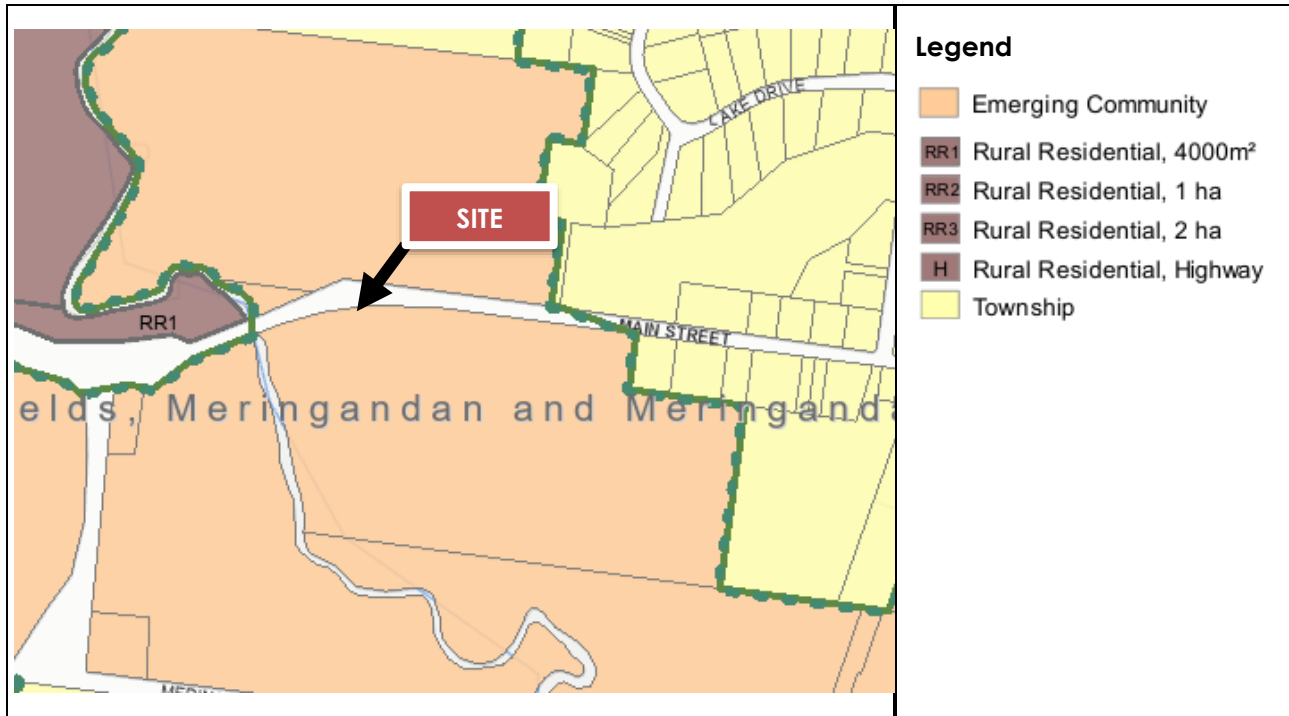 LAKE DRIVE
SITE
RR1
MAIN STREET
elds, Meringandan and Meringanda
Legend
Emerging Community
RR1 Rural Residential, 4000m²
RR2 Rural Residential, 1 ha
RR3 Rural Residential, 2 ha
H Rural Residential, Highway
Township